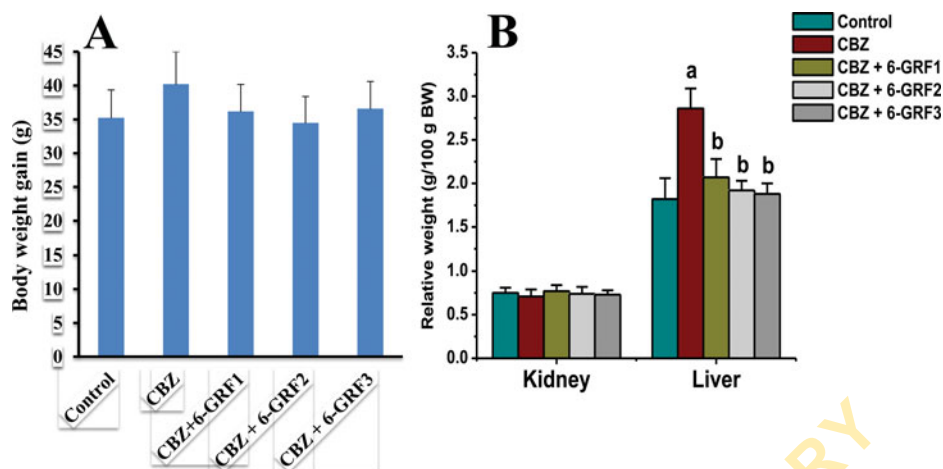 A
Body weight gain (g)
45
40
35
30
25
20
15
10
5
0
Control
CBZ
CBZ+6-GRF1
CBZ + 6-GRF2
CBZ + 6-GRF3
B
Control
CBZ
CBZ + 6-GRF1
CBZ + 6-GRF2
CBZ + 6-GRF3
Relative weight (g/100 g BW)
3.5
3.0
2.5
2.0
1.5
1.0
0.5
0.0
a
b
b
b
Kidney
Liver
RY